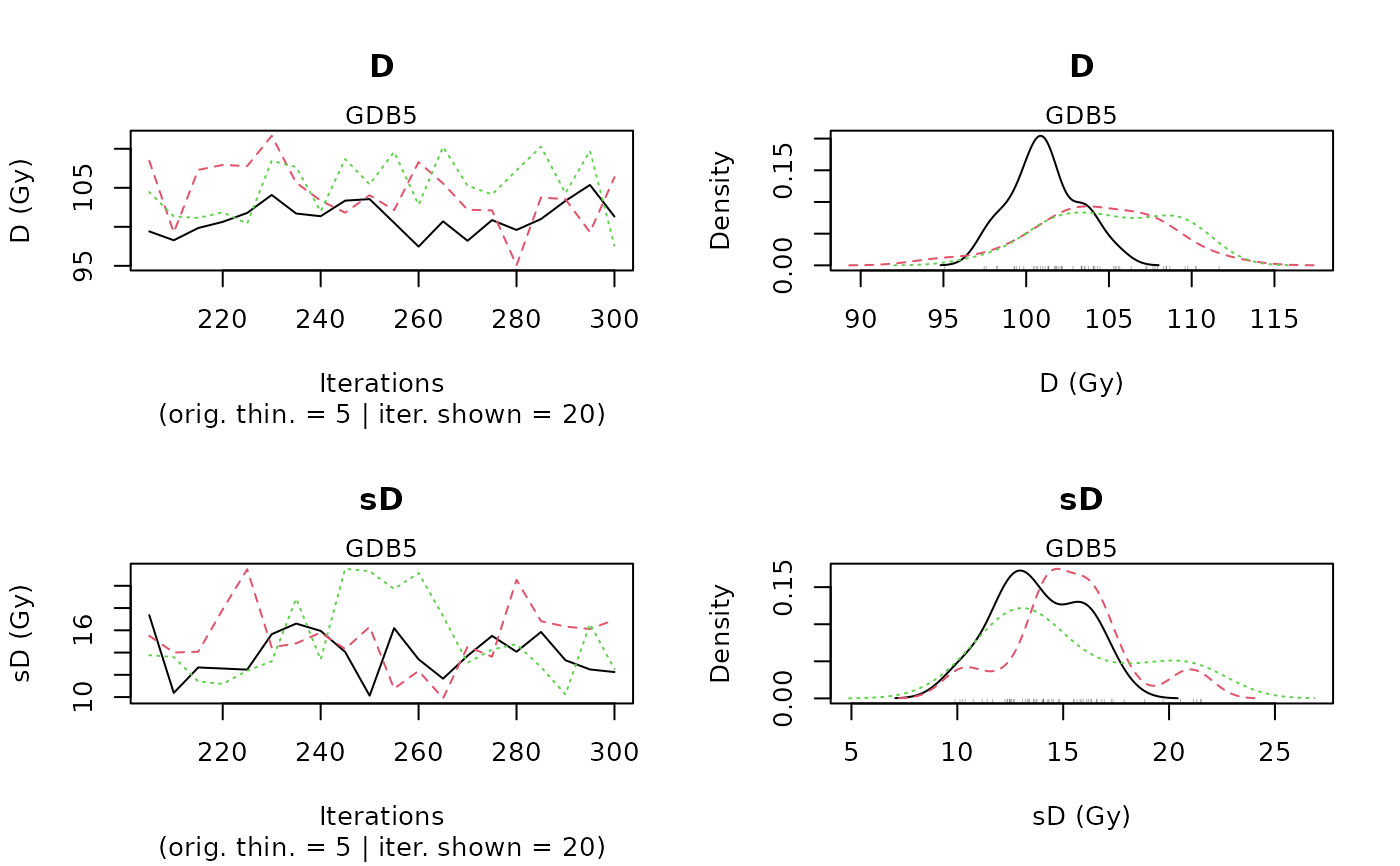 D
GDB5
D (Gy)
95
105
220
240
260
280
300
Iterations
(orig. thin. = 5 | iter. shown = 20)
D
GDB5
Density
0.00
0.15
90
95
100
105
110
115
D (Gy)
sD
GDB5
sD (Gy)
10
16
220
240
260
280
300
Iterations
(orig. thin. = 5 | iter. shown = 20)
sD
GDB5
Density
0.00
0.15
5
10
15
20
25
sD (Gy)